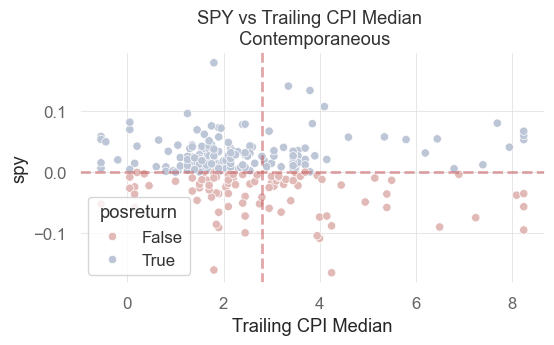 SPY vs Trailing CPI Median
Contemporaneous
0.1
0.0
−0.1
spy
posreturn
False
True
0
2
4
6
8
Trailing CPI Median